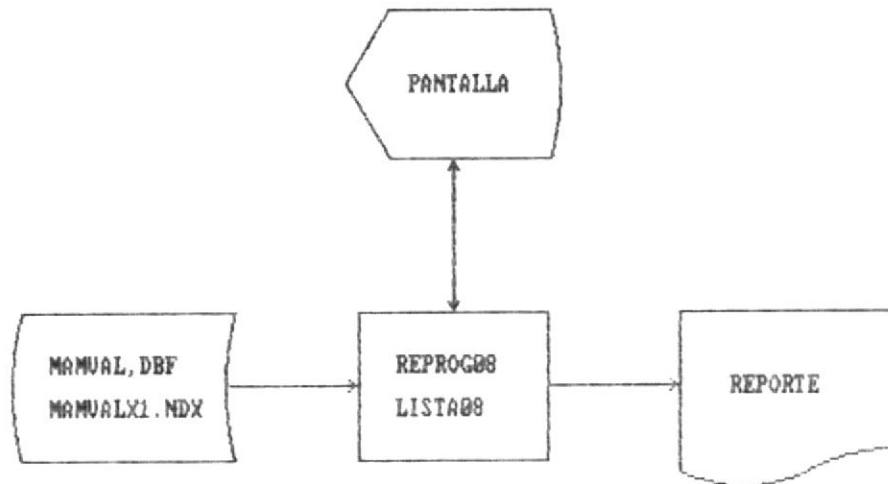 PANTALLA
MAMVAL,DBF
MAMVALX1.NDX
REPROG08
LISTA08
REPORTE